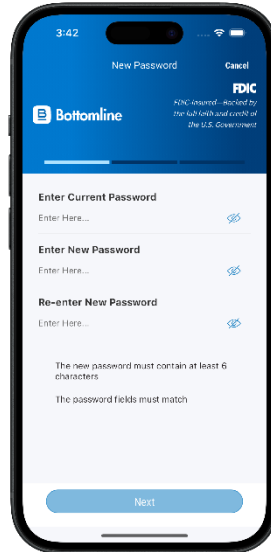 3:42
New Password
Cancel
FDIC
Bottomline
FDIC-Insured—Backed by
the full faith and credit of
the U.S. Government
Enter Current Password
Enter Here...
Enter New Password
Enter Here...
Re-enter New Password
Enter Here...
The new password must contain at least 6
characters
The password fields must match
Next